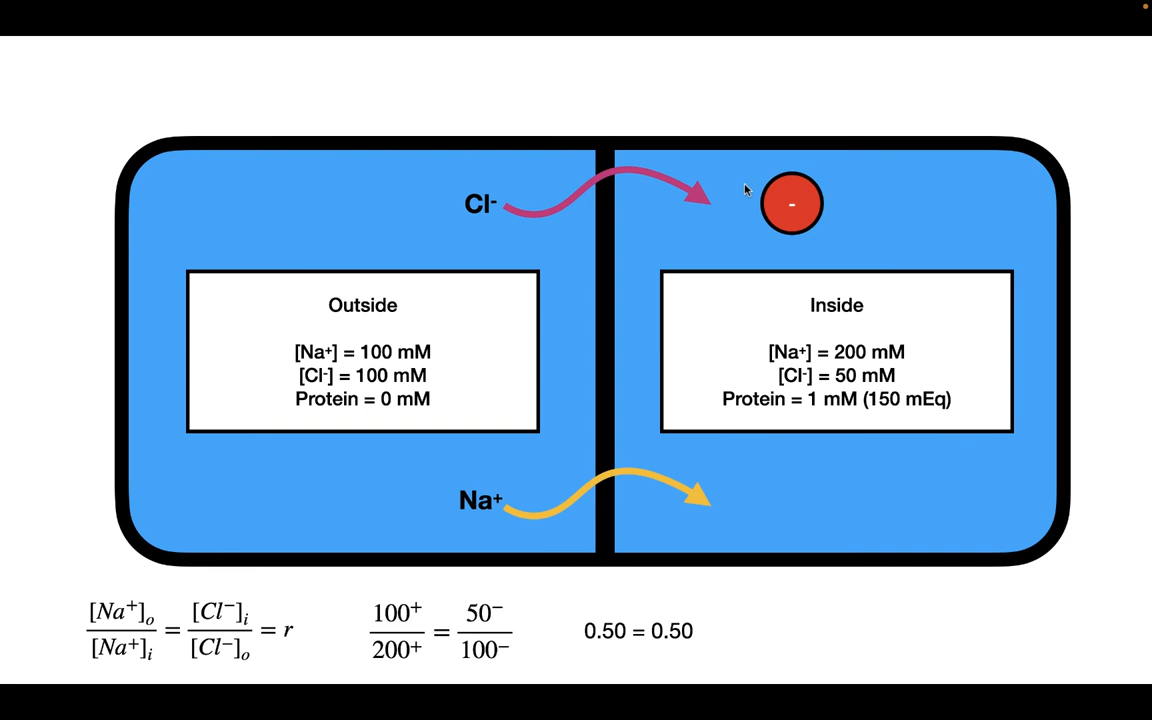 Cl-
-
Outside
[Na+] = 100 mM
[Cl-] = 100 mM
Protein = 0 mM
Inside
[Na+] = 200 mM
[Cl-] = 50 mM
Protein = 1 mM (150 mEq)
Na+
[Na⁺]ₒ / [Na⁺]ᵢ = [Cl⁻]ᵢ / [Cl⁻]ₒ = r
100⁺ / 200⁺ = 50⁻ / 100⁻
0.50 = 0.50